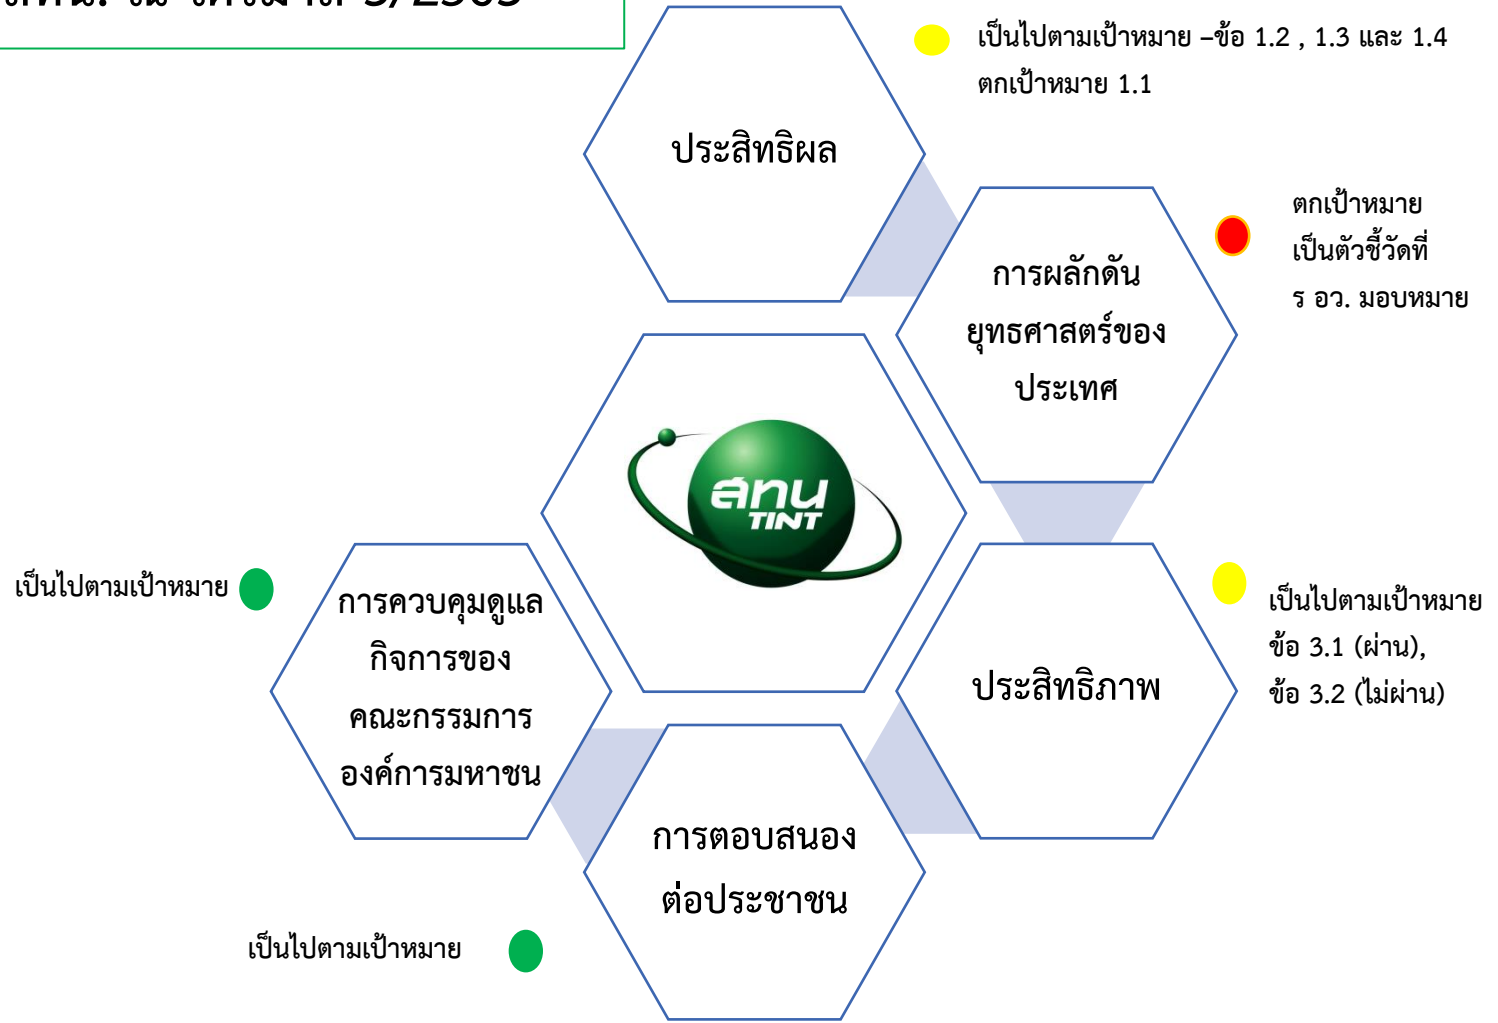 3/2563
เป็นไปตามเป้าหมาย –ข้อ 1.2 , 1.3 และ 1.4
ตกเป้าหมาย 1.1
ประสิทธิผล
ตกเป้าหมาย
เป็นตัวชี้วัดที่
ร อว. มอบหมาย
การผลักดัน
ยุทธศาสตร์ของ
ประเทศ
สทน
TINT
เป็นไปตามเป้าหมาย
การควบคุมดูแล
กิจการของ
คณะกรรมการ
องค์การมหาชน
เป็นไปตามเป้าหมาย
ข้อ 3.1 (ผ่าน),
ข้อ 3.2 (ไม่ผ่าน)
ประสิทธิภาพ
การตอบสนอง
ต่อประชาชน
เป็นไปตามเป้าหมาย